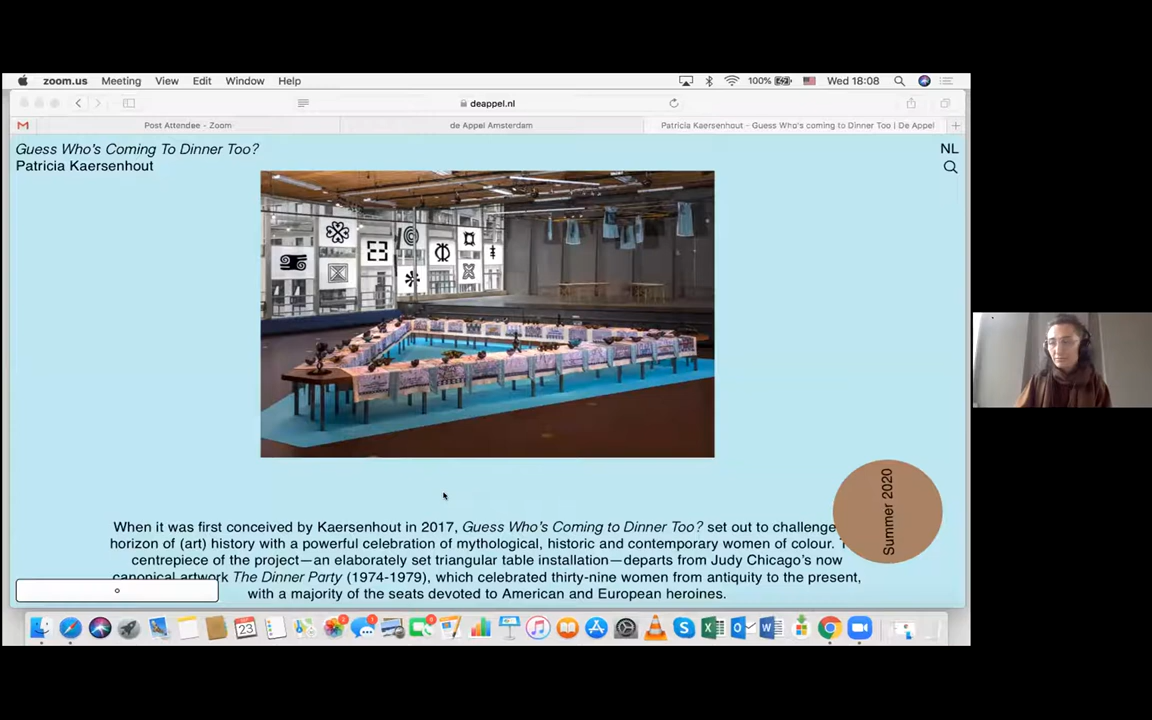 zoom.us Meeting View Edit Window Help 100% Wed 18:08
deappel.nl
Post Attendee - Zoom
de Appel Amsterdam
Patricia Kaersenhout - Guess Who's coming to Dinner Too | De Appel
Guess Who's Coming To Dinner Too?
Patricia Kaersenhout
NL
Summer 2020
When it was first conceived by Kaersenhout in 2017, Guess Who's Coming to Dinner Too? set out to challenge
horizon of (art) history with a powerful celebration of mythological, historic and contemporary women of colour.
centrepiece of the project—an elaborately set triangular table installation—departs from Judy Chicago's now
canonical artwork The Dinner Party (1974-1979), which celebrated thirty-nine women from antiquity to the present,
with a majority of the seats devoted to American and European heroines.
23